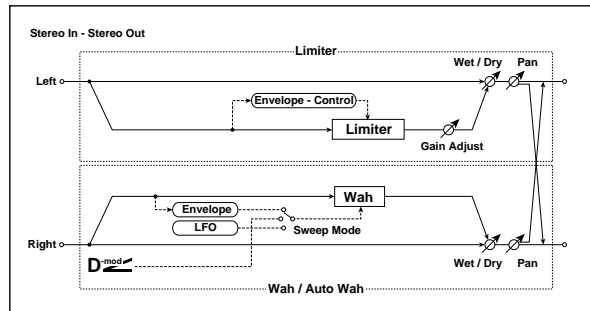 Stereo In - Stereo Out
Limiter
Wet / Dry
Pan
Left
Envelope - Control
Limiter
Gain Adjust
Wah
Envelope
LFO
Sweep Mode
Right
D-mod
Wet / Dry
Pan
Wah / Auto Wah